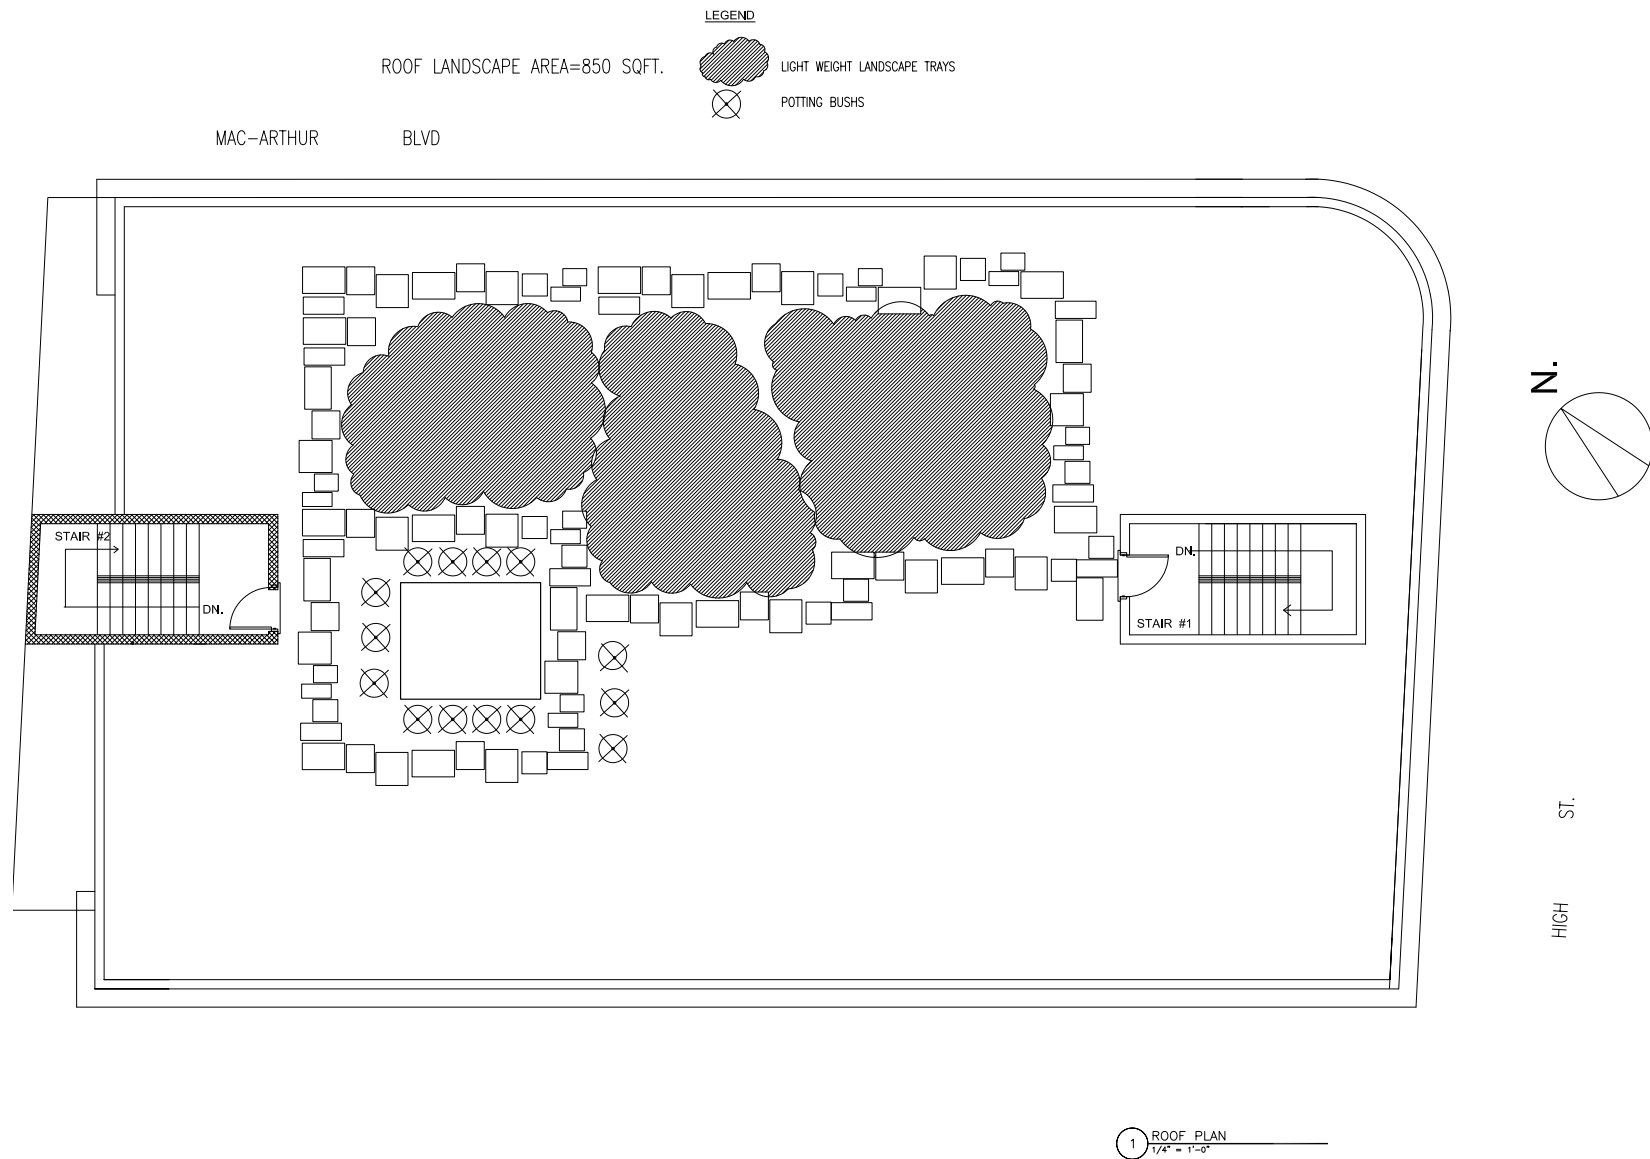 LEGEND
ROOF LANDSCAPE AREA=850 SQFT.
LIGHT WEIGHT LANDSCAPE TRAYS
POTTING BUSHS
MAC-ARTHUR BLVD
N.
STAIR #2
DN.
DN.
STAIR #1
HIGH ST.
1 ROOF PLAN
1/4" = 1'-0"